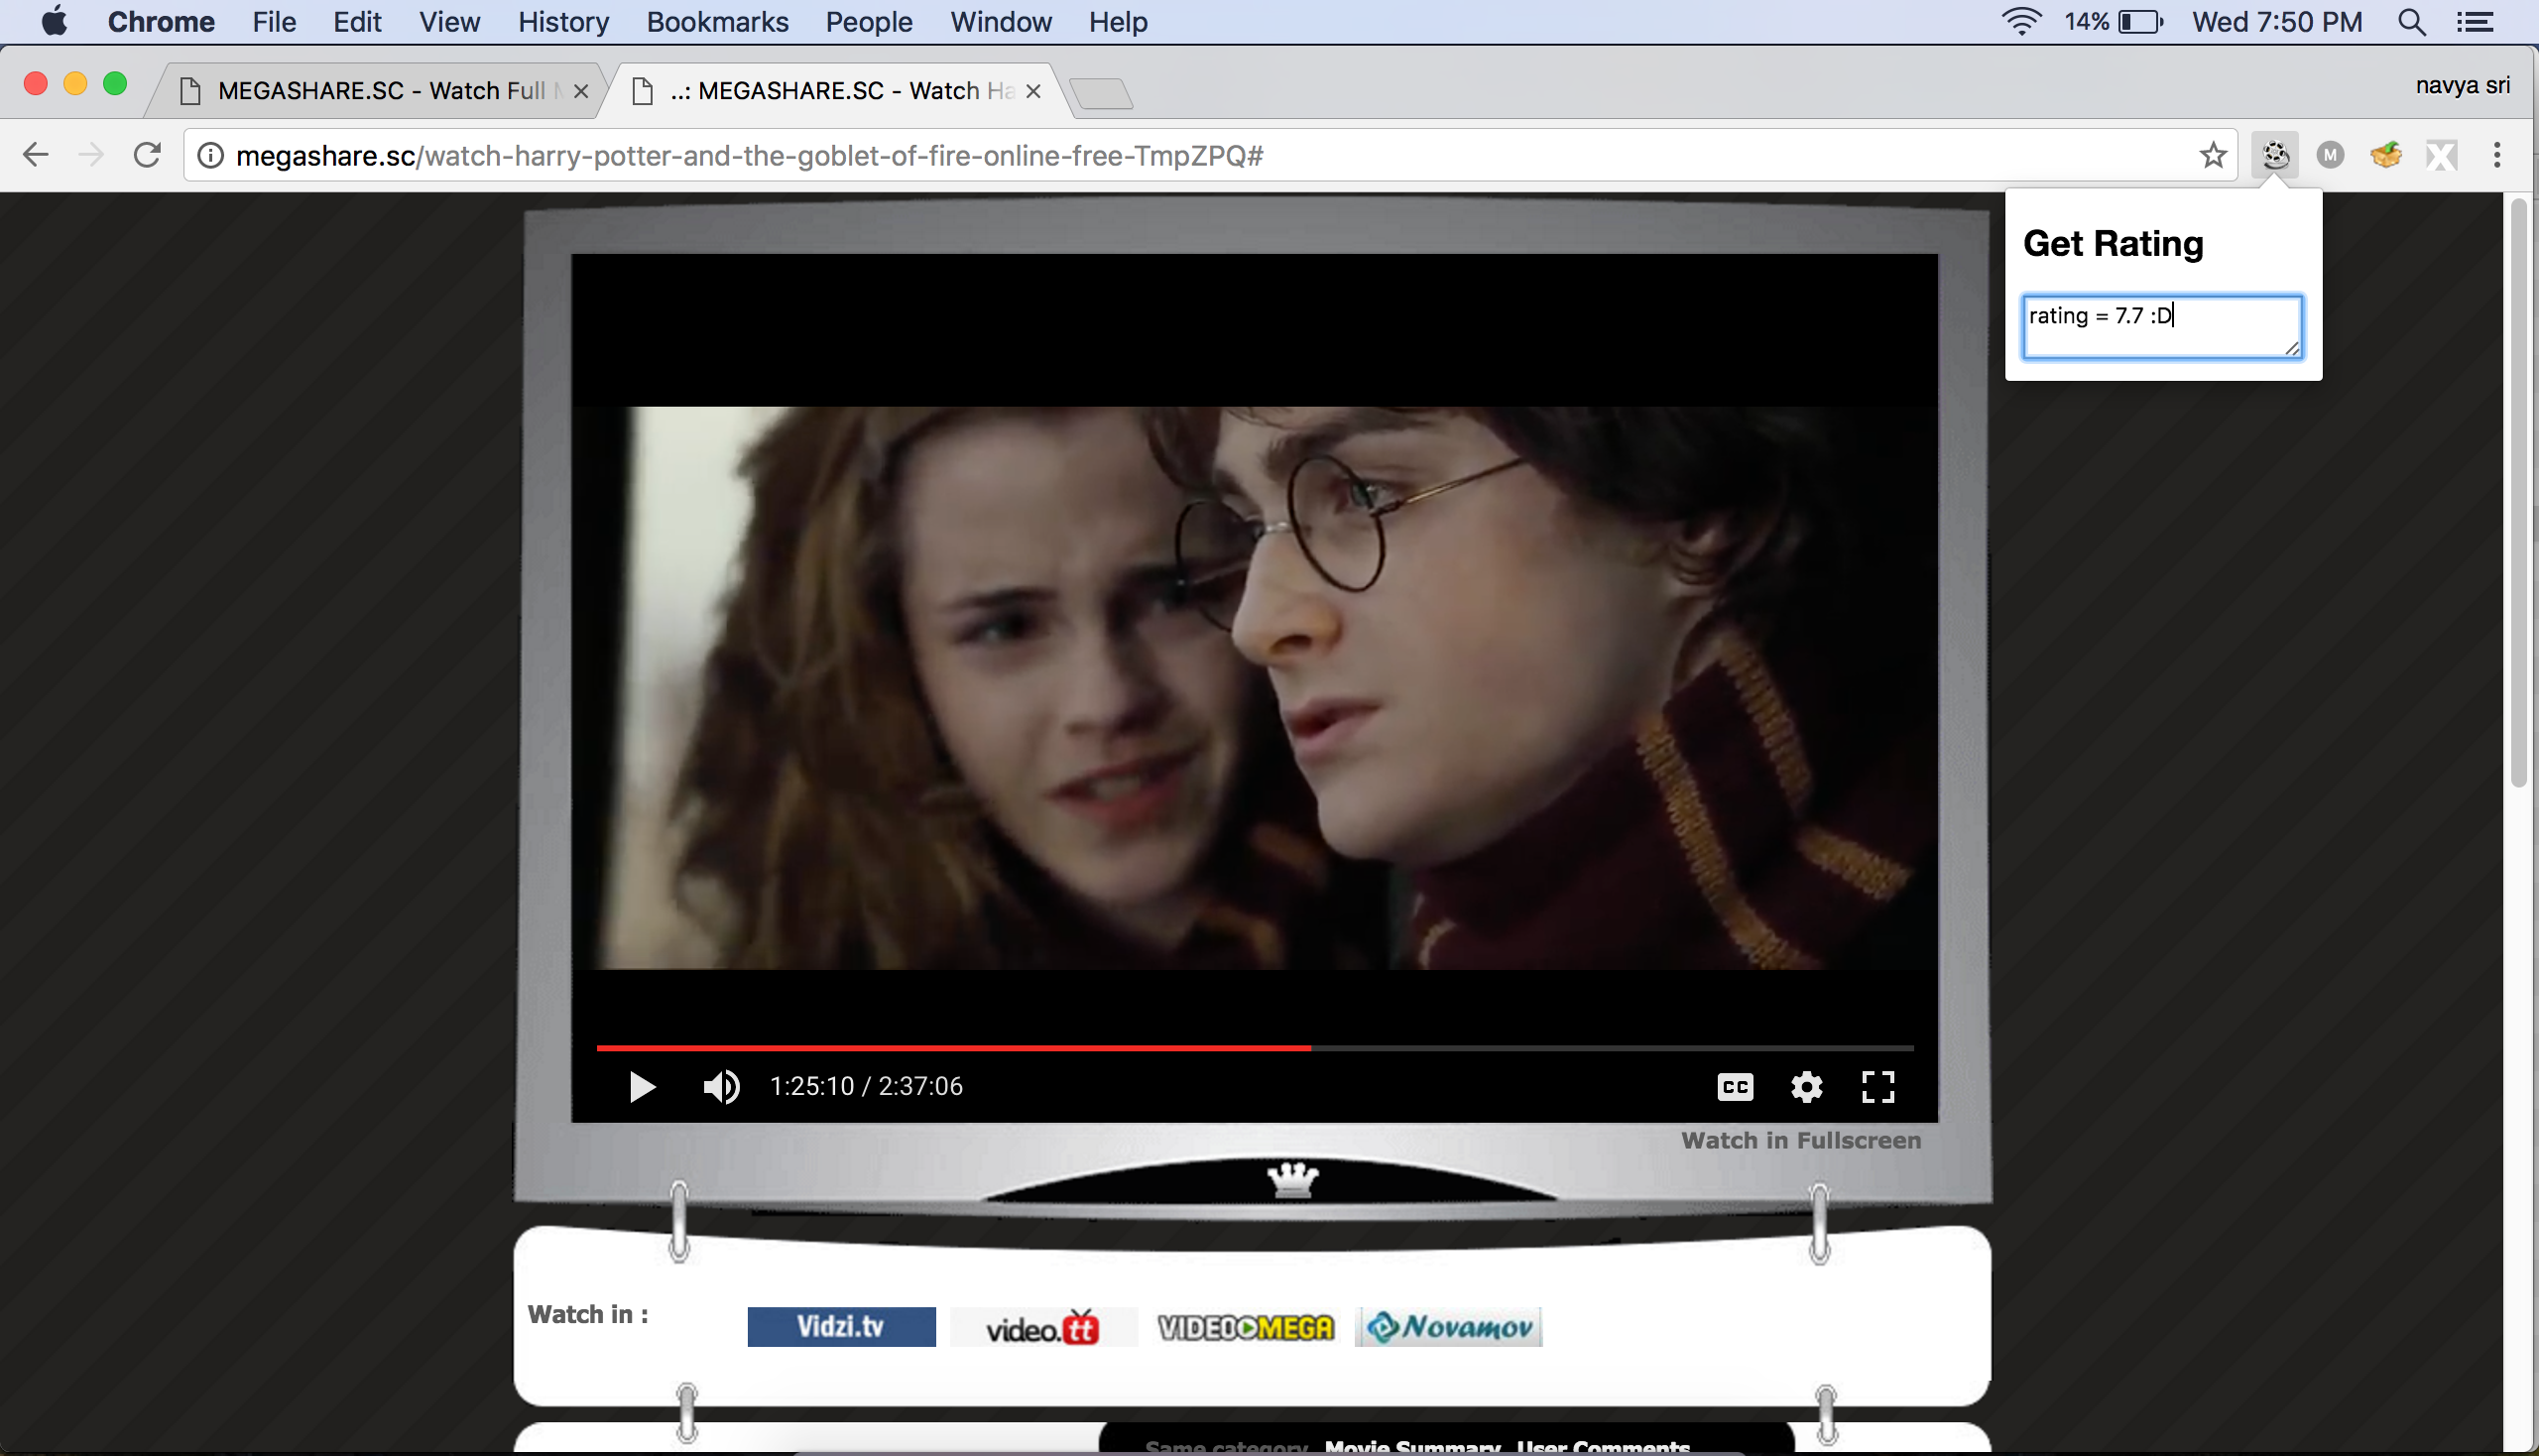 Chrome File Edit View History Bookmarks People Window Help 14% Wed 7:50 PM
MEGASHARE.SC - Watch Full ..: MEGASHARE.SC - Watch Ha navya sri
megashare.sc/watch-harry-potter-and-the-goblet-of-fire-online-free-TmpZPQ# M X
Get Rating
rating = 7.7 :D
1:25:10 / 2:37:06 CC
Watch in Fullscreen
Watch in : Vidzi.tv video.tt VIDEOMEGA Novamov
Same category Movie Summary User Comments